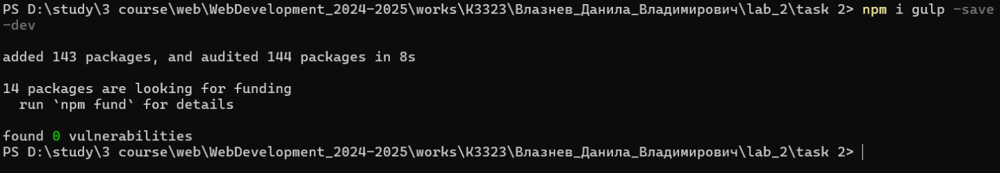 PS D:\study\3 course\web\WebDevelopment_2024-2025\works\K3323\Влазнев_Данила_Владимирович\lab_2\task 2> npm i gulp -save
-dev
added 143 packages, and audited 144 packages in 8s
14 packages are looking for funding
  run `npm fund` for details
found 0 vulnerabilities
PS D:\study\3 course\web\WebDevelopment_2024-2025\works\K3323\Влазнев_Данила_Владимирович\lab_2\task 2>